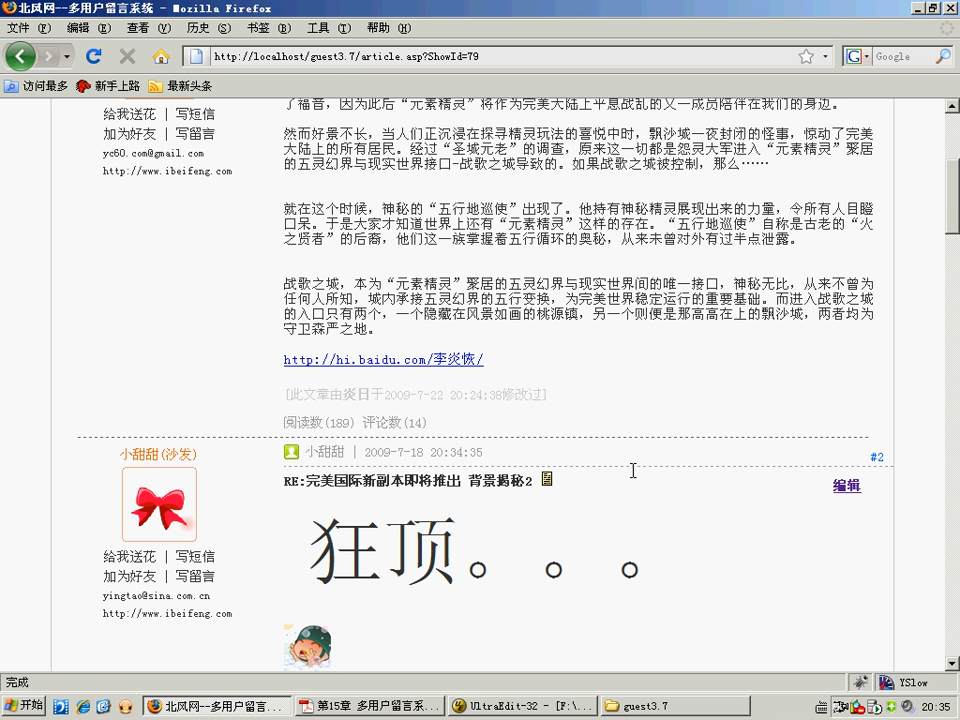 北风网--多用户留言系统 - Mozilla Firefox
文件(F) 编辑(E) 查看(V) 历史(S) 书签(B) 工具(T) 帮助(H)
http://localhost/guest3.7/article.asp?ShowId=79
Google
访问最多 新手上路 最新头条
给我送花 | 写短信
加为好友 | 写留言
yc60.com@gmail.com
http://www.ibeifeng.com
了福音，因为此后“元素精灵”将作为完美大陆上平息战乱的又一成员陪伴在我们的身边。
然而好景不长，当人们正沉浸在探寻精灵玩法的喜悦中时，飘沙城一夜封闭的怪事，惊动了完美
大陆上的所有居民。经过“圣域元老”的调查，原来这一切都是怨灵大军进入“元素精灵”聚居
的五灵幻界与现实世界接口-战歌之城导致的。如果战歌之城被控制，那么……
就在这个时候，神秘的“五行地巡使”出现了。他持有神秘精灵展现出来的力量，令所有人目瞪
口呆。于是大家才知道世界上还有“元素精灵”这样的存在。“五行地巡使”自称是古老的“火
之贤者”的后裔，他们这一族掌握着五行循环的奥秘，从来未曾对外有过半点泄露。
战歌之城，本为“元素精灵”聚居的五灵幻界与现实世界间的唯一接口，神秘无比，从来不曾为
任何人所知，城内承接五灵幻界的五行变换，为完美世界稳定运行的重要基础。而进入战歌之城
的入口只有两个，一个隐藏在风景如画的桃源镇，另一个则便是那高高在上的飘沙城，两者均为
守卫森严之地。
http://hi.baidu.com/李炎恢/
[此文章由炎日于2009-7-22 20:24:38修改过]
阅读数(189) 评论数(14)
小甜甜(沙发)
小甜甜 | 2009-7-18 20:34:35
#2
RE:完美国际新副本即将推出 背景揭秘2
编辑
狂顶。。。
给我送花 | 写短信
加为好友 | 写留言
yingtao@sina.com.cn
http://www.ibeifeng.com
完成
YSlow
开始 北风网--多用户留言... 第15章 多用户留言系... UltraEdit-32 - [F:\... guest3.7 20:35